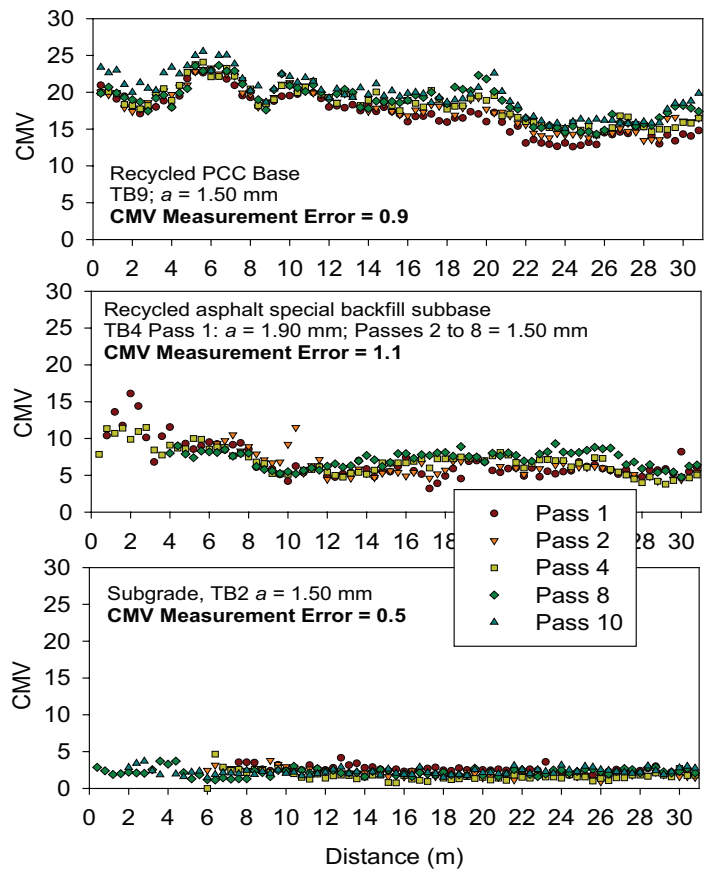 30
25
20
15
10
5
0
CMV
Recycled PCC Base
TB9; a = 1.50 mm
CMV Measurement Error = 0.9
0 2 4 6 8 10 12 14 16 18 20 22 24 26 28 30
30
25
20
15
10
5
0
CMV
Recycled asphalt special backfill subbase
TB4 Pass 1: a = 1.90 mm; Passes 2 to 8 = 1.50 mm
CMV Measurement Error = 1.1
0 2 4 6 8 10 12 14 16 18 28 30
Pass 1
Pass 2
Pass 4
Pass 8
Pass 10
30
25
20
15
10
5
0
CMV
Subgrade, TB2 a = 1.50 mm
CMV Measurement Error = 0.5
0 2 4 6 8 10 12 14 16 18 20 22 24 26 28 30
Distance (m)